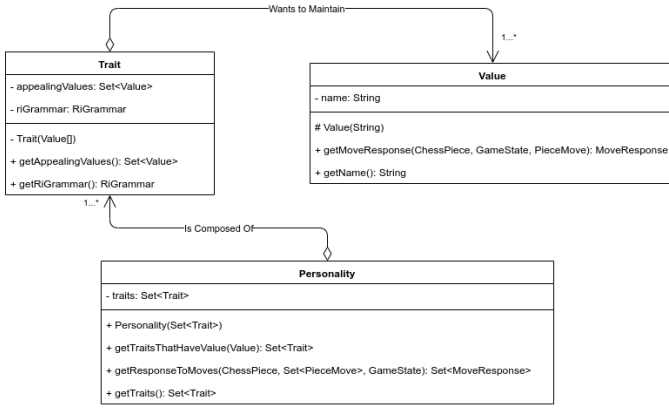 Wants to Maintain
1...*
Trait
- appealingValues: Set<Value>
- riGrammar: RiGrammar
- Trait(Value[])
+ getAppealingValues(): Set<Value>
+ getRiGrammar(): RiGrammar
Value
- name: String
# Value(String)
+ getMoveResponse(ChessPiece, GameState, PieceMove): MoveResponse
+ getName(): String
1...*
Is Composed Of
Personality
- traits: Set<Trait>
+ Personality(Set<Trait>)
+ getTraitsThatHaveValue(Value): Set<Trait>
+ getResponseToMoves(ChessPiece, Set<PieceMove>, GameState): Set<MoveResponse>
+ getTraits(): Set<Trait>